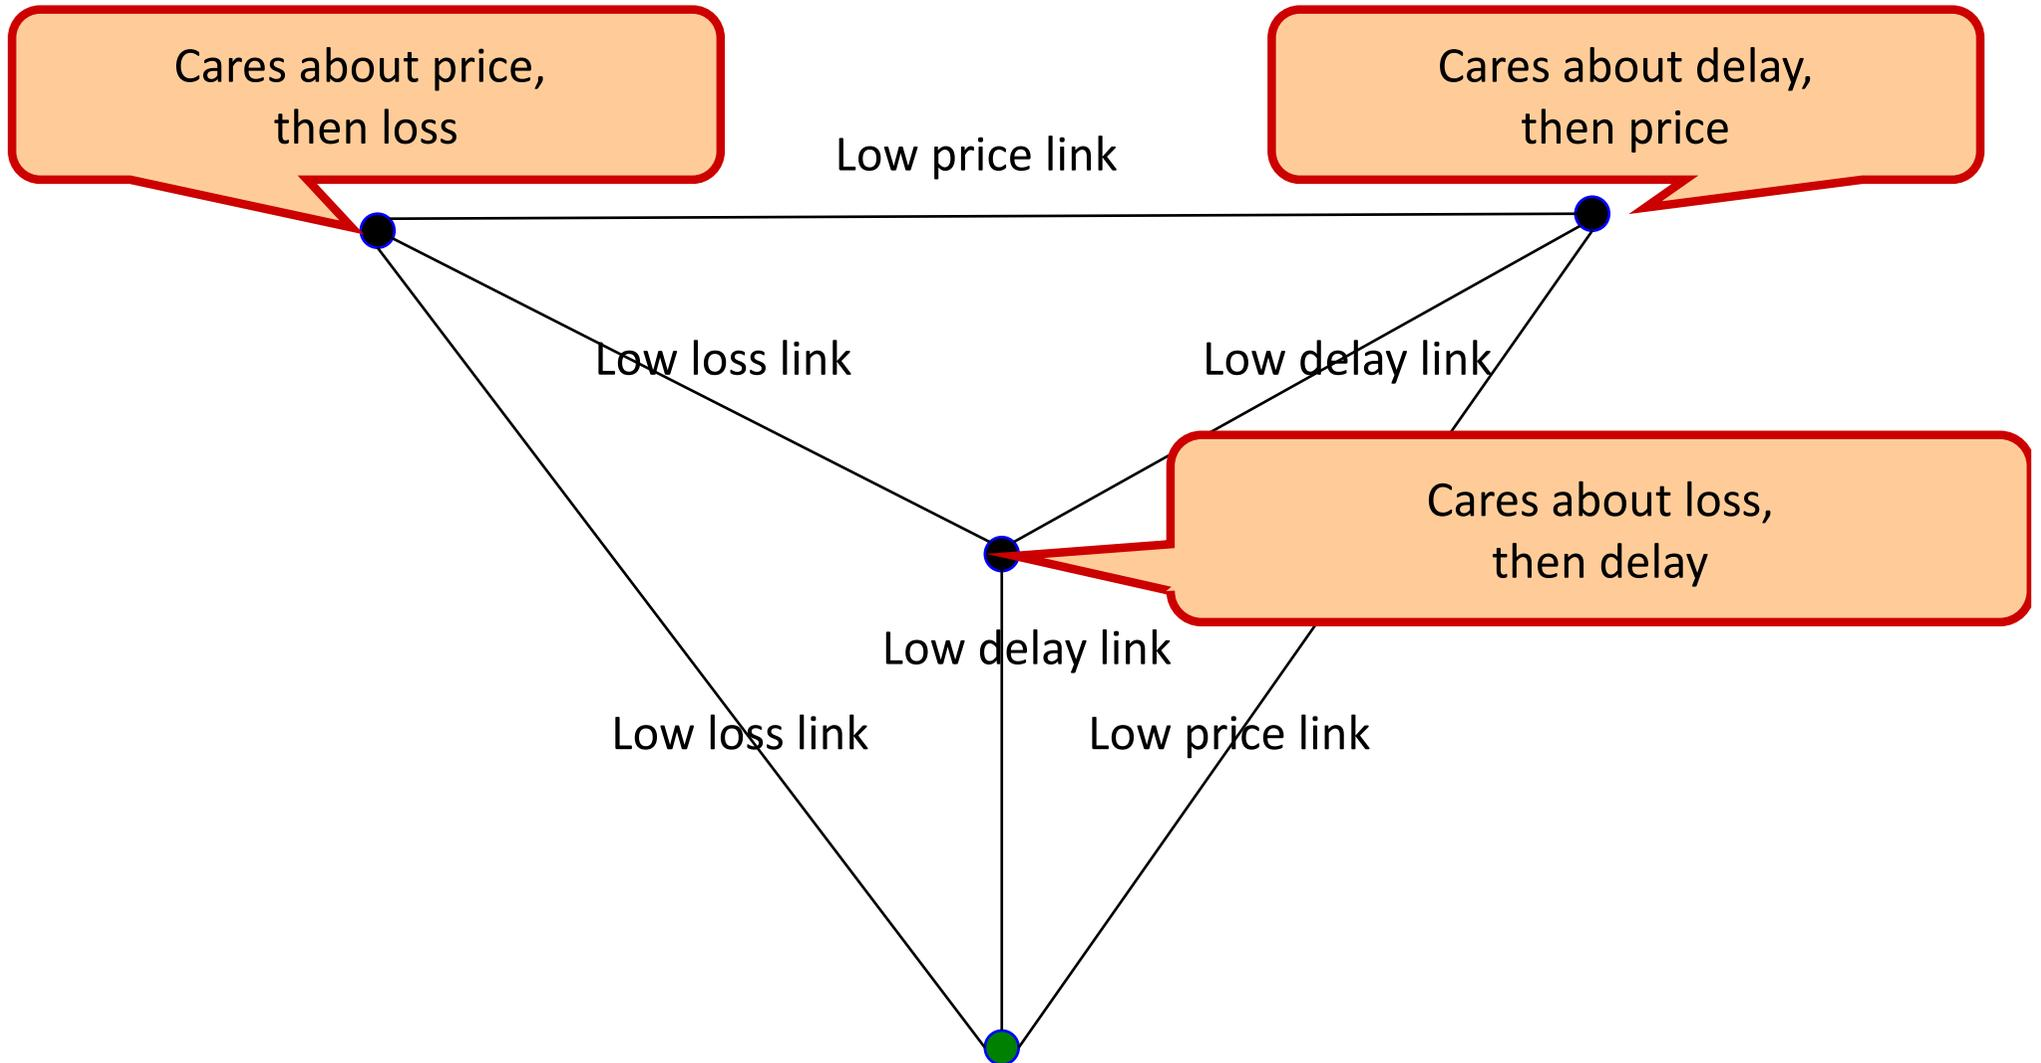 Cares about price,
then loss
Cares about delay,
then price
Low price link
Low loss link
Low delay link
Cares about loss,
then delay
Low delay link
Low loss link
Low price link